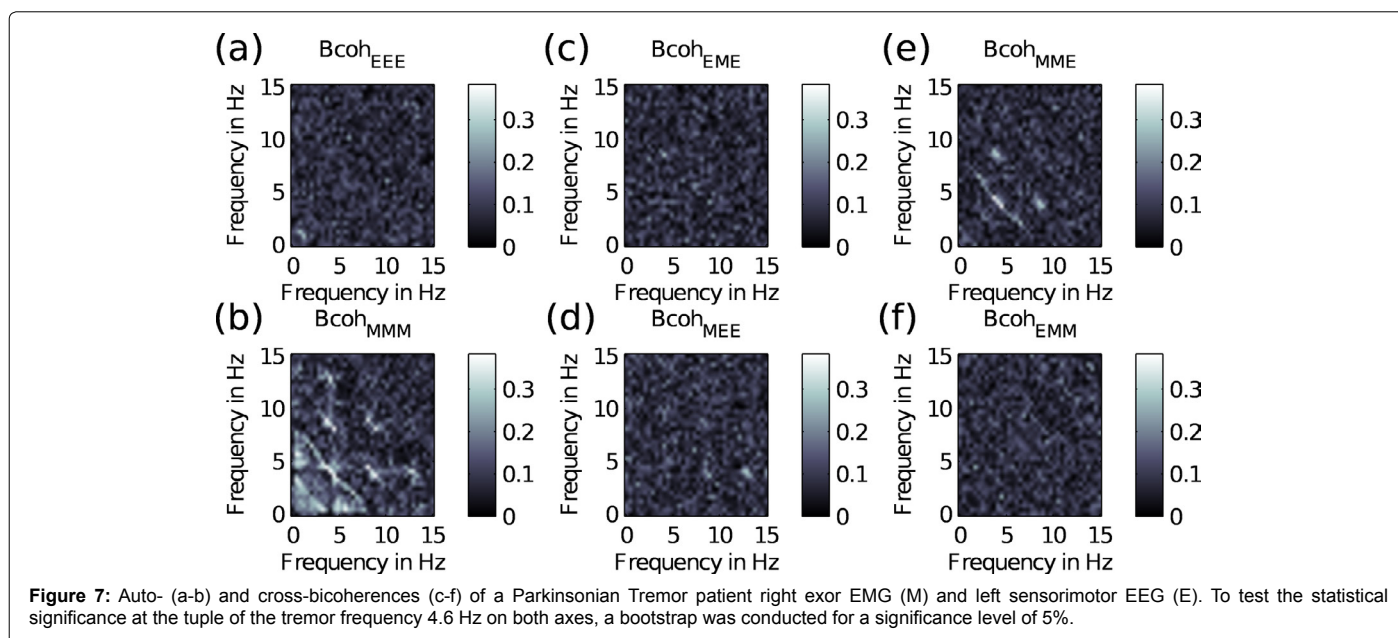 (a)
Bcoh_EEE
Frequency in Hz
15
10
5
0
0 5 10 15
Frequency in Hz
0.3
0.2
0.1
0
(c)
Bcoh_EME
Frequency in Hz
15
10
5
0
0 5 10 15
Frequency in Hz
0.3
0.2
0.1
0
(e)
Bcoh_MME
Frequency in Hz
15
10
5
0
0 5 10 15
Frequency in Hz
0.3
0.2
0.1
0
(b)
Bcoh_MMM
Frequency in Hz
15
10
5
0
0 5 10 15
Frequency in Hz
0.3
0.2
0.1
0
(d)
Bcoh_MEE
Frequency in Hz
15
10
5
0
0 5 10 15
Frequency in Hz
0.3
0.2
0.1
0
(f)
Bcoh_EMM
Frequency in Hz
15
10
5
0
0 5 10 15
Frequency in Hz
0.3
0.2
0.1
0
Figure 7: Auto- (a-b) and cross-bicoherences (c-f) of a Parkinsonian Tremor patient right exor EMG (M) and left sensorimotor EEG (E). To test the statistical
significance at the tuple of the tremor frequency 4.6 Hz on both axes, a bootstrap was conducted for a significance level of 5%.